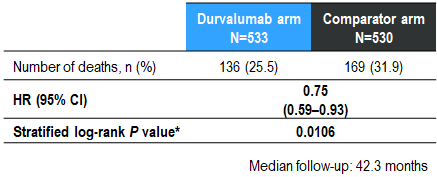 Durvalumab arm Comparator arm
N=533 N=530
Number of deaths, n (%) 136 (25.5) 169 (31.9)
HR (95% CI) 0.75
(0.59–0.93)
Stratified log-rank P value* 0.0106
Median follow-up: 42.3 months